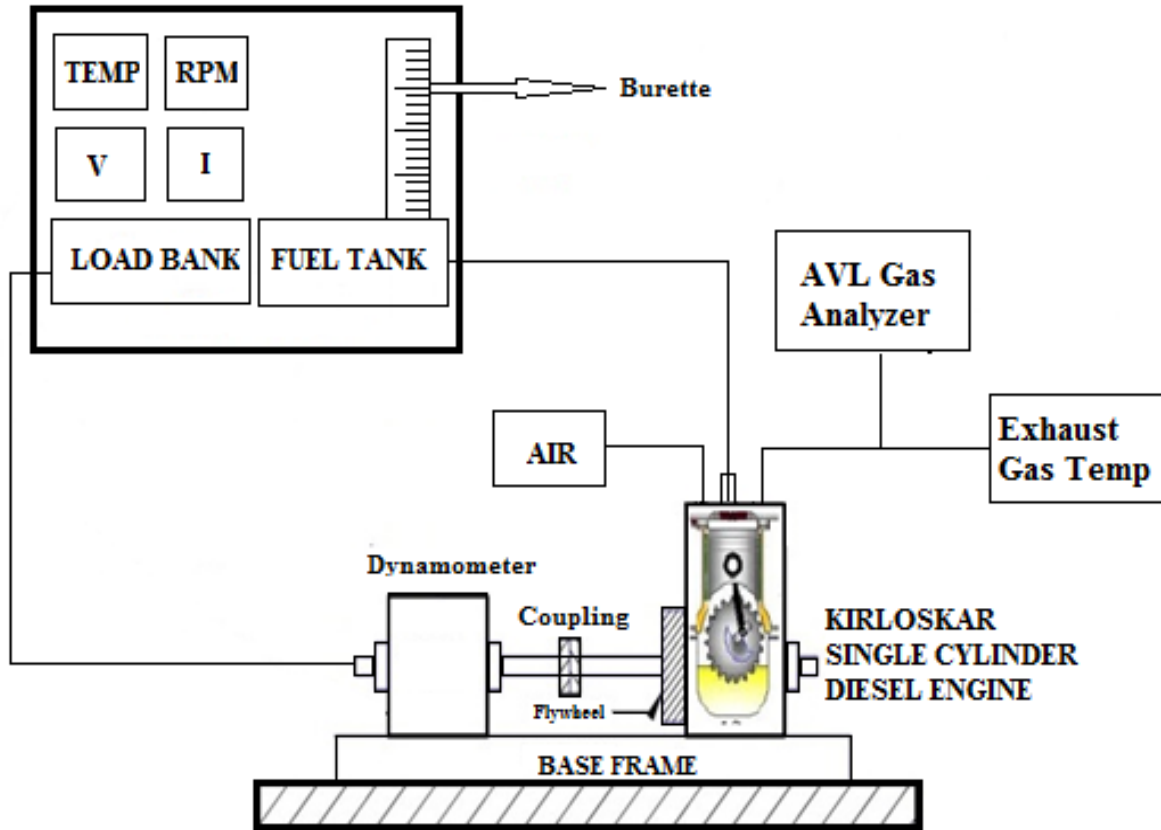 TEMP
RPM
Burette
V
I
LOAD BANK
FUEL TANK
AVL Gas
Analyzer
AIR
Exhaust
Gas Temp
Dynamometer
Coupling
KIRLOSKAR
SINGLE CYLINDER
DIESEL ENGINE
Flywheel
BASE FRAME